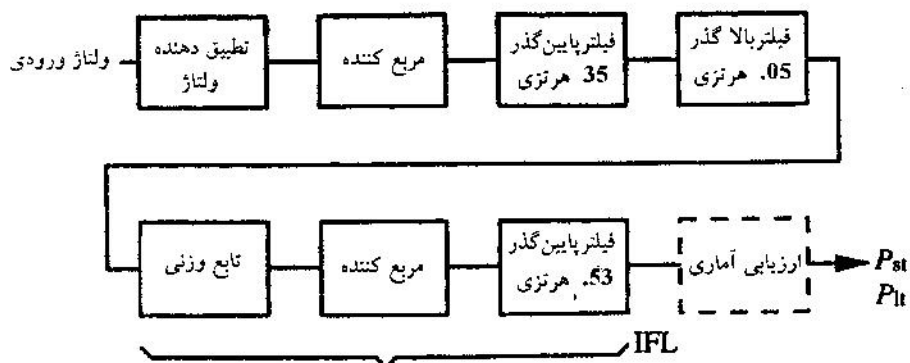 ولتاژ ورودی
تطبیق دهنده
ولتاژ
مربع کننده
فیلترپایین‌گذر
35 هرتزی
فیلتربالا گذر
.05 هرتزی
تابع وزنی
مربع کننده
فیلترپایین‌گذر
.53 هرتزی
ارزیابی آماری
Pst
Plt
IFL